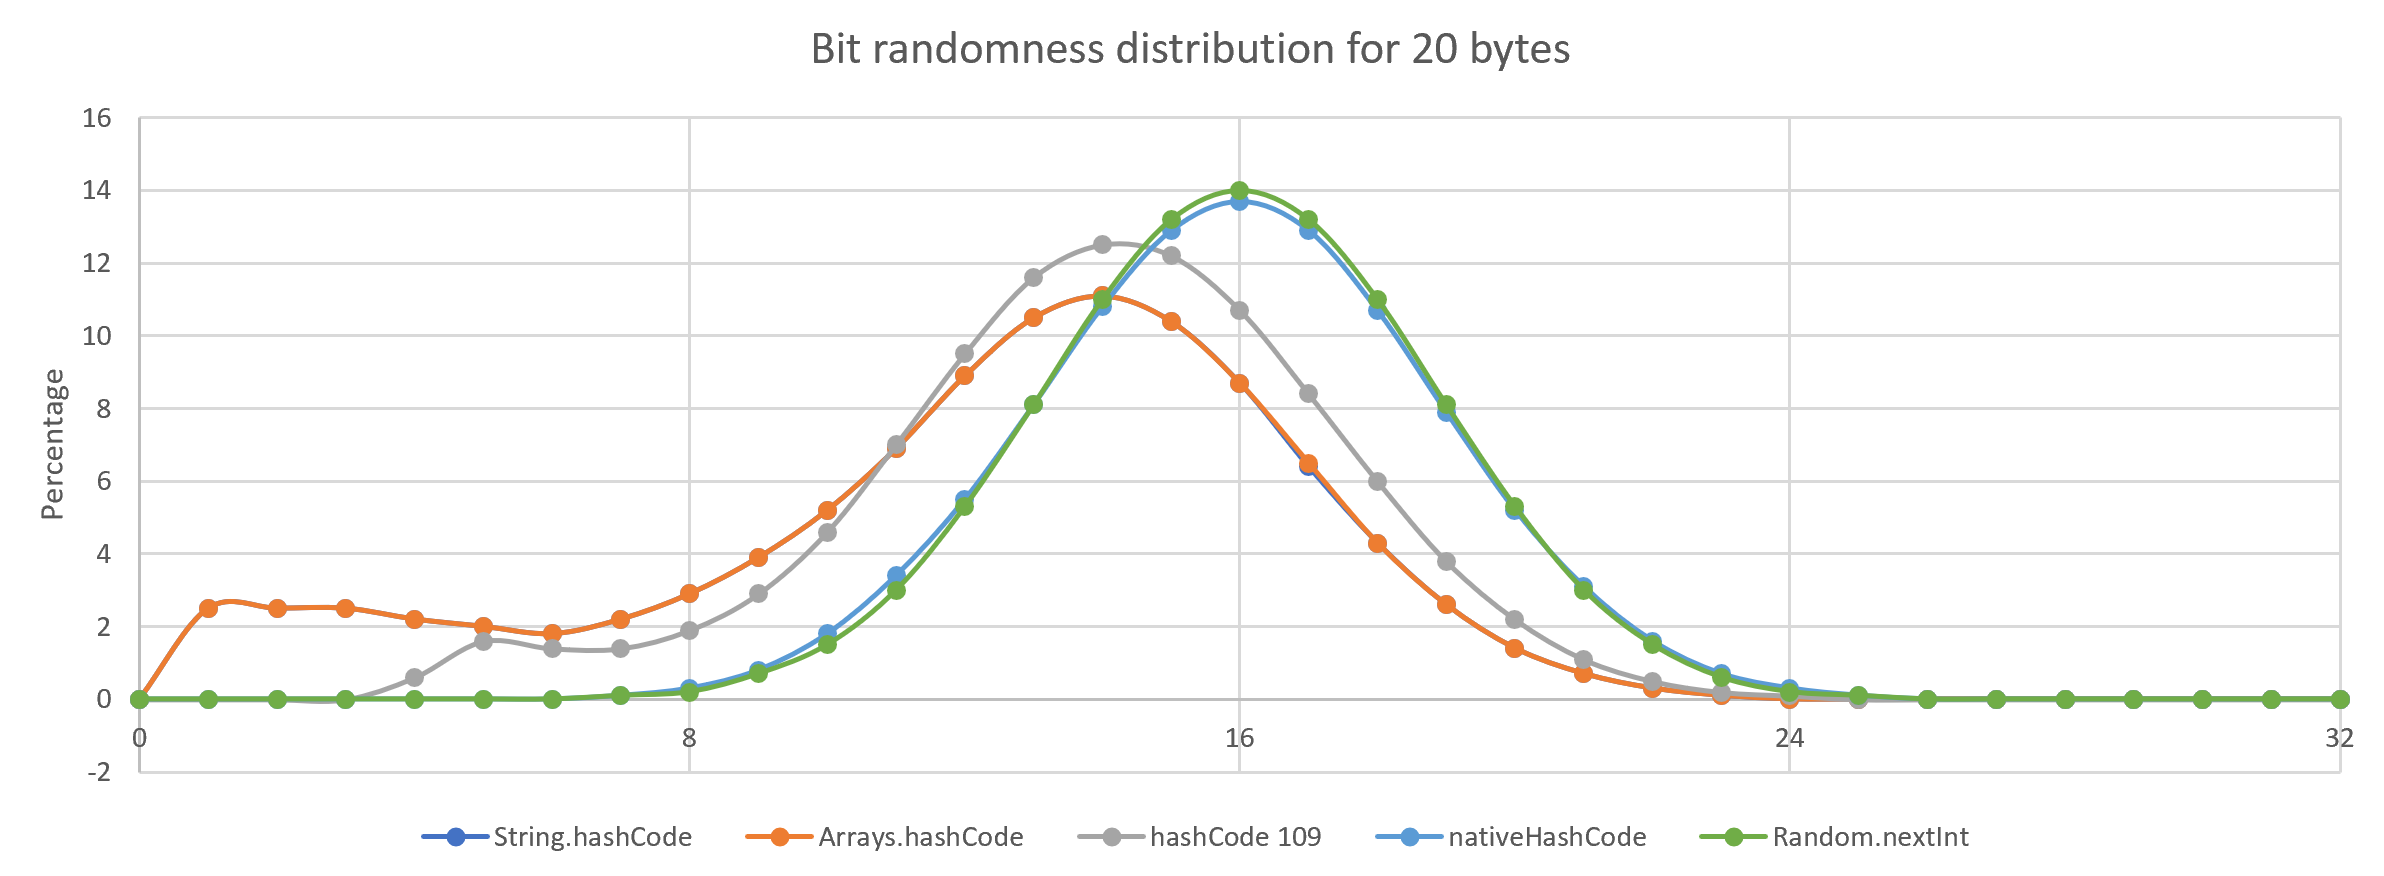 Bit randomness distribution for 20 bytes
16
14
12
10
8
6
4
2
0
-2
Percentage
0 8 16 24 32
String.hashCode Arrays.hashCode hashCode 109 nativeHashCode Random.nextInt